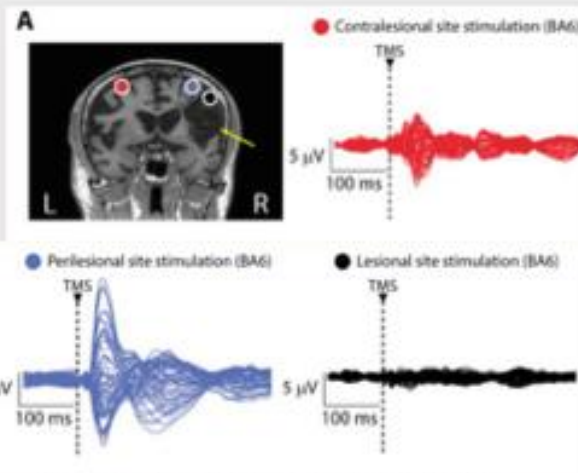 A
Contralesional site stimulation (BA6)
TMS
5 µV
100 ms
L
R
Perilesional site stimulation (BA6)
TMS
100 ms
Lesional site stimulation (BA6)
TMS
5 µV
100 ms